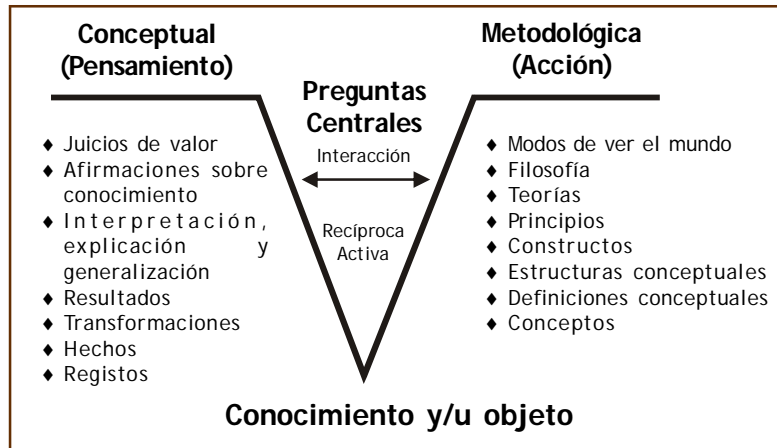 Conceptual
(Pensamiento)
♦ Juicios de valor
♦ Afirmaciones sobre
conocimiento
♦ Interpretación,
explicación y
generalización
♦ Resultados
♦ Transformaciones
♦ Hechos
♦ Registos
Preguntas
Centrales
Interacción
Recíproca
Activa
Metodológica
(Acción)
♦ Modos de ver el mundo
♦ Filosofía
♦ Teorías
♦ Principios
♦ Constructos
♦ Estructuras conceptuales
♦ Definiciones conceptuales
♦ Conceptos
Conocimiento y/u objeto